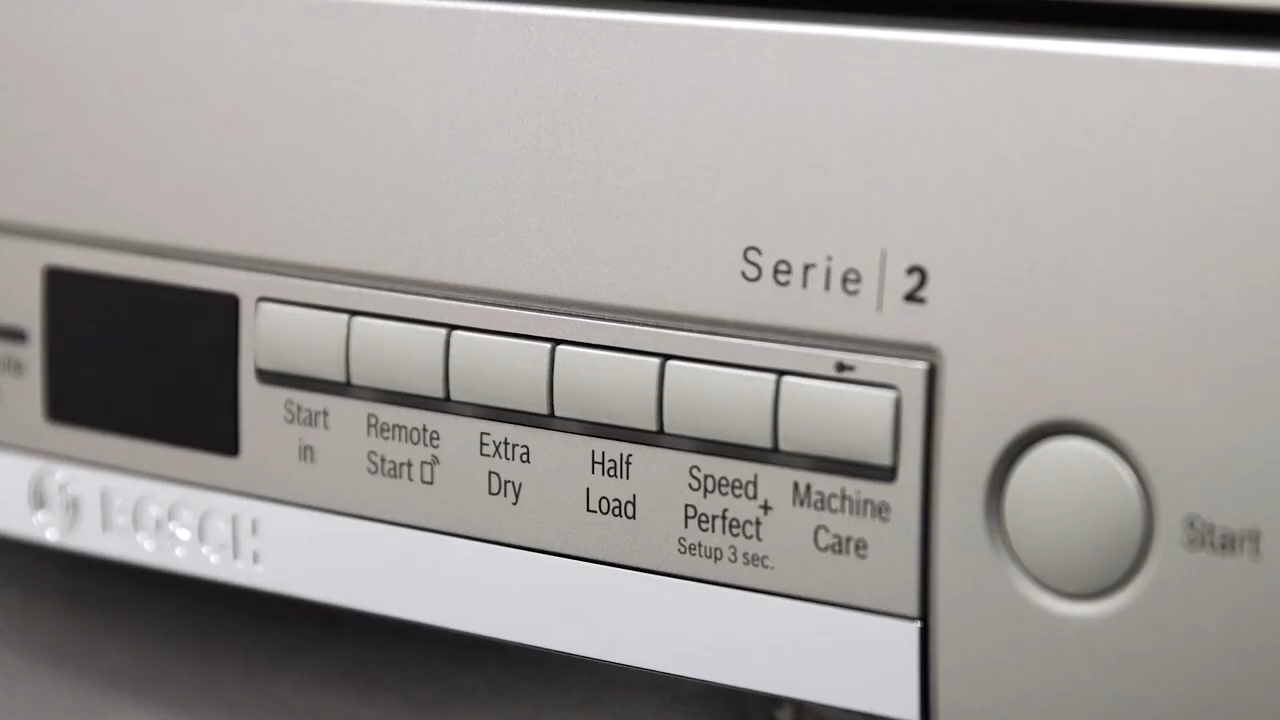 Serie | 2
Start
in
Remote
Start
Extra
Dry
Half
Load
Speed
Perfect+
Setup 3 sec.
Machine
Care
Start
BOSCH